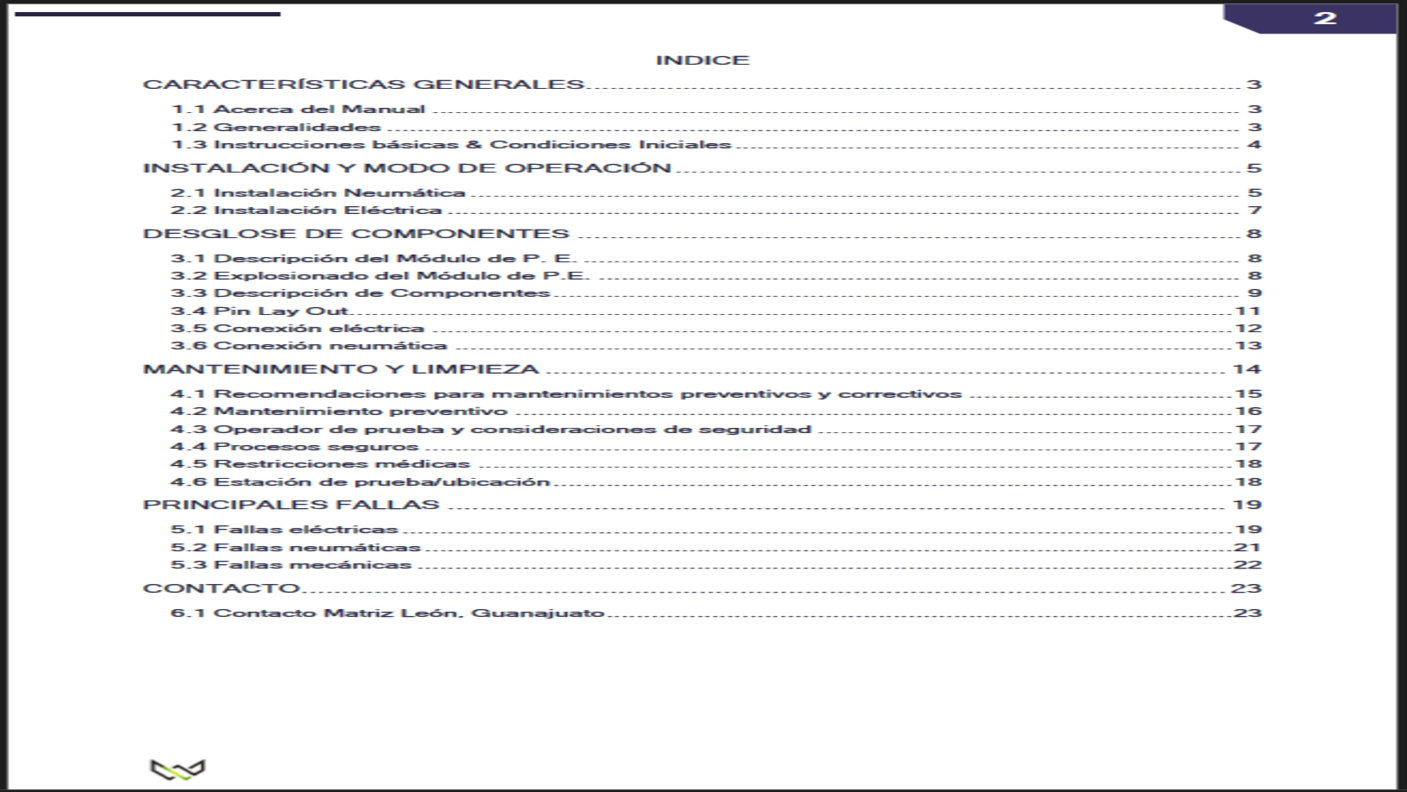 2
INDICE
CARACTERÍSTICAS GENERALES 3
1.1 Acerca del Manual 3
1.2 Generalidades 3
1.3 Instrucciones básicas & Condiciones Iniciales 4
INSTALACIÓN Y MODO DE OPERACIÓN 5
2.1 Instalación Neumática 5
2.2 Instalación Eléctrica 7
DESGLOSE DE COMPONENTES 8
3.1 Descripción del Módulo de P. E. 8
3.2 Explosionado del Módulo de P.E. 8
3.3 Descripción de Componentes 9
3.4 Pin Lay Out 11
3.5 Conexión eléctrica 12
3.6 Conexión neumática 13
MANTENIMIENTO Y LIMPIEZA 14
4.1 Recomendaciones para mantenimientos preventivos y correctivos 15
4.2 Mantenimiento preventivo 16
4.3 Operador de prueba y consideraciones de seguridad 17
4.4 Procesos seguros 17
4.5 Restricciones médicas 18
4.6 Estación de prueba/ubicación 18
PRINCIPALES FALLAS 19
5.1 Fallas eléctricas 19
5.2 Fallas neumáticas 21
5.3 Fallas mecánicas 22
CONTACTO 23
6.1 Contacto Matriz León, Guanajuato 23